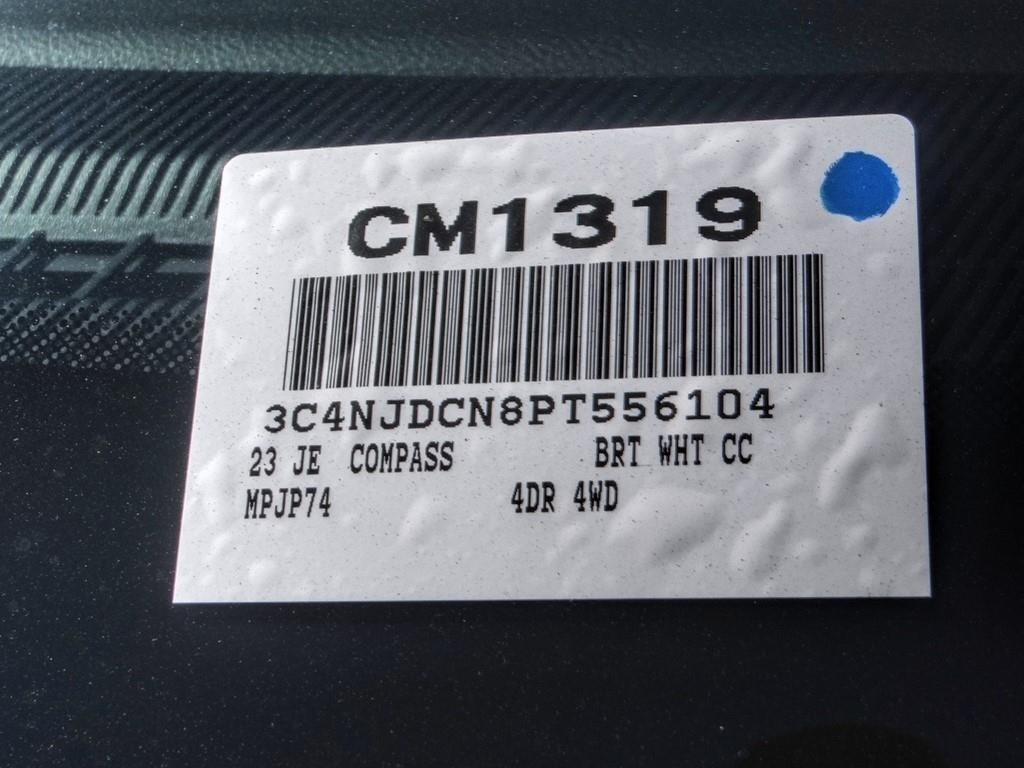 CM1319
3C4NJDCN8PT556104
23 JE COMPASS BRT WHT CC
MPJP74 4DR 4WD